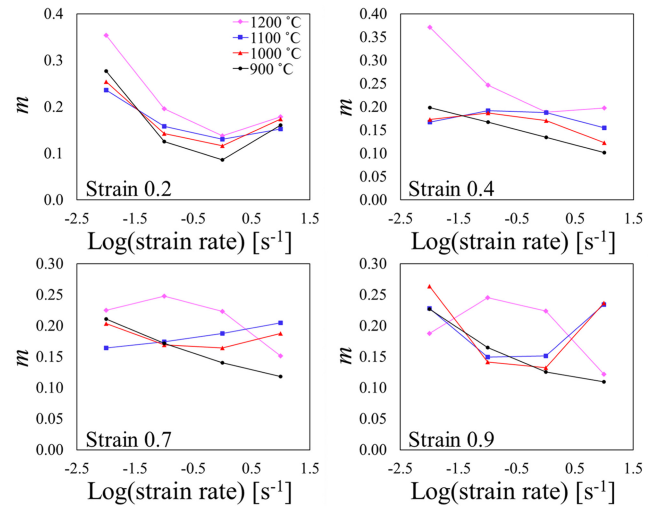 0.4
0.3
0.2
0.1
0.0
m
1200 ˚C
1100 ˚C
1000 ˚C
900 ˚C
Strain 0.2
-2.5 -1.5 -0.5 0.5 1.5
Log(strain rate) [s-1]
0.40
0.35
0.30
0.25
0.20
0.15
0.10
0.05
0.00
m
Strain 0.4
-2.5 -1.5 -0.5 0.5 1.5
Log(strain rate) [s-1]
0.30
0.25
0.20
0.15
0.10
0.05
0.00
m
Strain 0.7
-2.5 -1.5 -0.5 0.5 1.5
Log(strain rate) [s-1]
0.30
0.25
0.20
0.15
0.10
0.05
0.00
m
Strain 0.9
-2.5 -1.5 -0.5 0.5 1.5
Log(strain rate) [s-1]